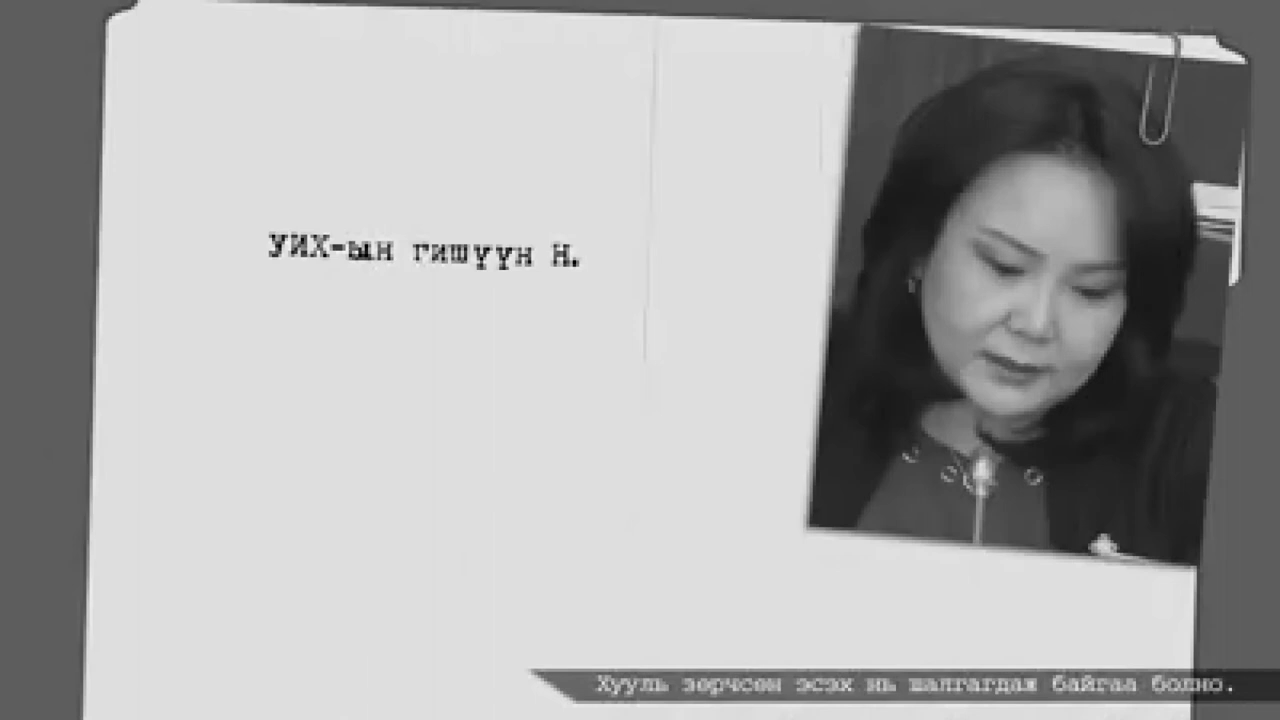 УИХ-ын гишүүн Н.
Хууль зөрчсөн эсэх нь шалгагдаж байгаа болно.